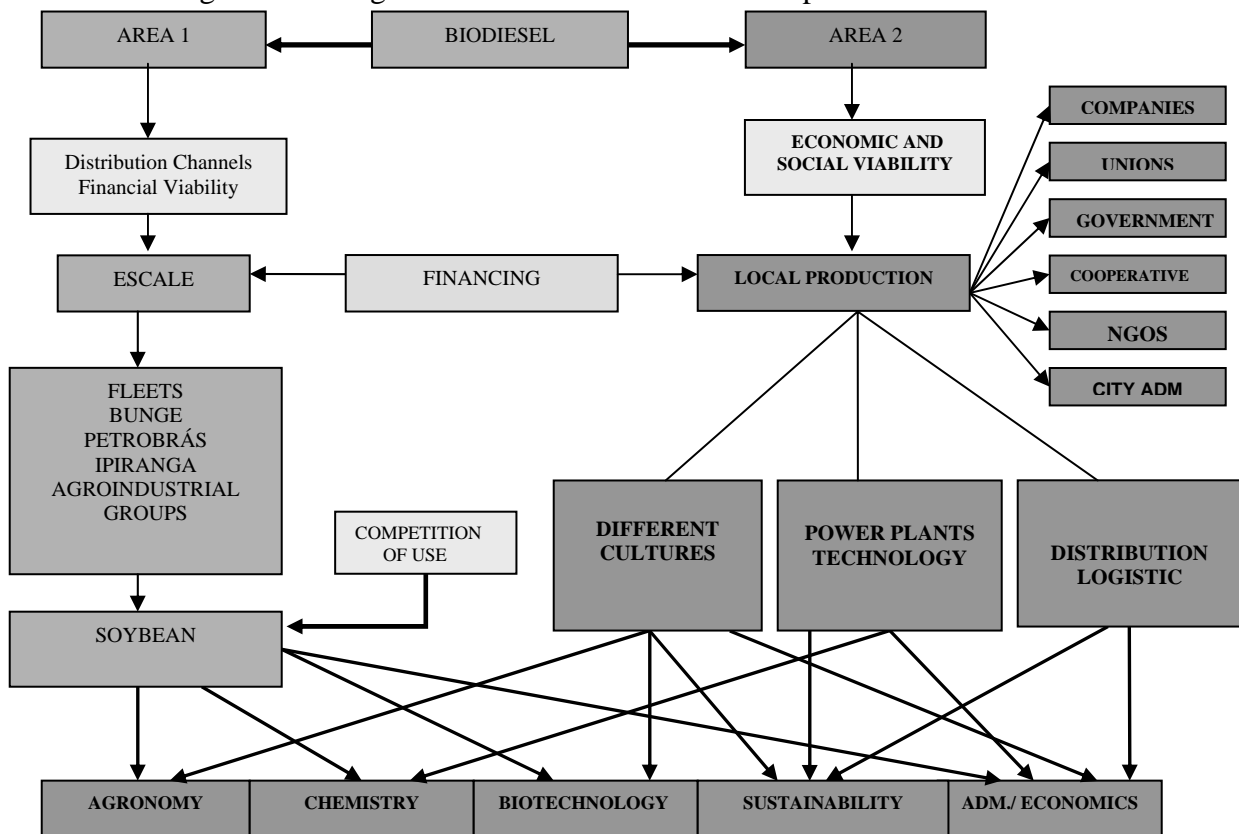 AREA 1
BIODIESEL
AREA 2
COMPANIES
UNIONS
GOVERNMENT
COOPERATIVE
NGOS
CITY ADM
Distribution Channels
Financial Viability
ECONOMIC AND
SOCIAL VIABILITY
ESCALE
FINANCING
LOCAL PRODUCTION
FLEETS
BUNGE
PETROBRÁS
IPIRANGA
AGROINDUSTRIAL
GROUPS
COMPETITION
OF USE
DIFFERENT
CULTURES
POWER PLANTS
TECHNOLOGY
DISTRIBUTION
LOGISTIC
SOYBEAN
AGRONOMY
CHEMISTRY
BIOTECHNOLOGY
SUSTAINABILITY
ADM./ ECONOMICS